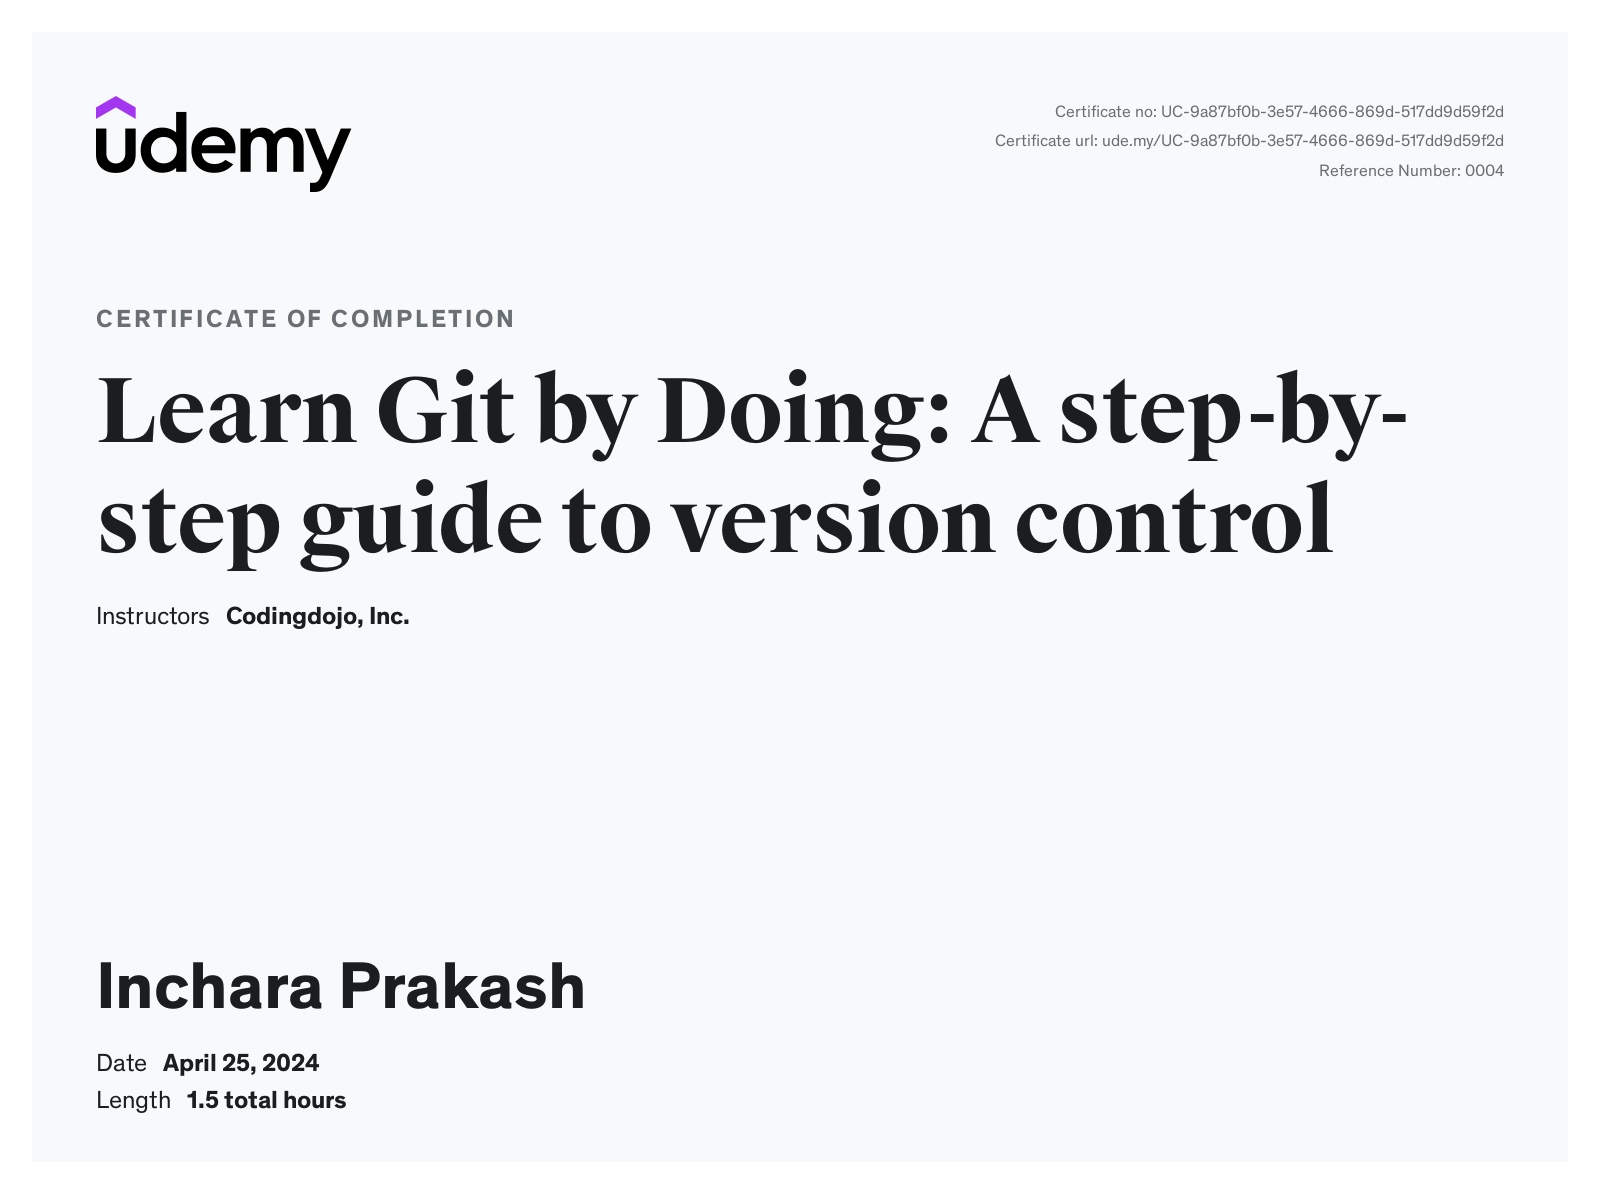 udemy
Certificate no: UC-9a87bf0b-3e57-4666-869d-517dd9d59f2d
Certificate url: ude.my/UC-9a87bf0b-3e57-4666-869d-517dd9d59f2d
Reference Number: 0004
CERTIFICATE OF COMPLETION
Learn Git by Doing: A step-by-
step guide to version control
Instructors Codingdojo, Inc.
Inchara Prakash
Date April 25, 2024
Length 1.5 total hours